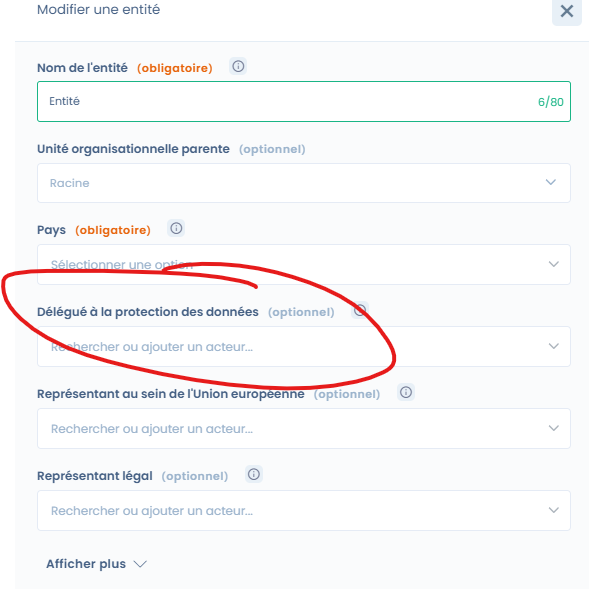 Modifier une entité
Nom de l'entité (obligatoire)
Entité 6/80
Unité organisationnelle parente (optionnel)
Racine
Pays (obligatoire)
Sélectionner une option
Délégué à la protection des données (optionnel)
Rechercher ou ajouter un acteur...
Représentant au sein de l'Union européenne (optionnel)
Rechercher ou ajouter un acteur...
Représentant légal (optionnel)
Rechercher ou ajouter un acteur...
Afficher plus